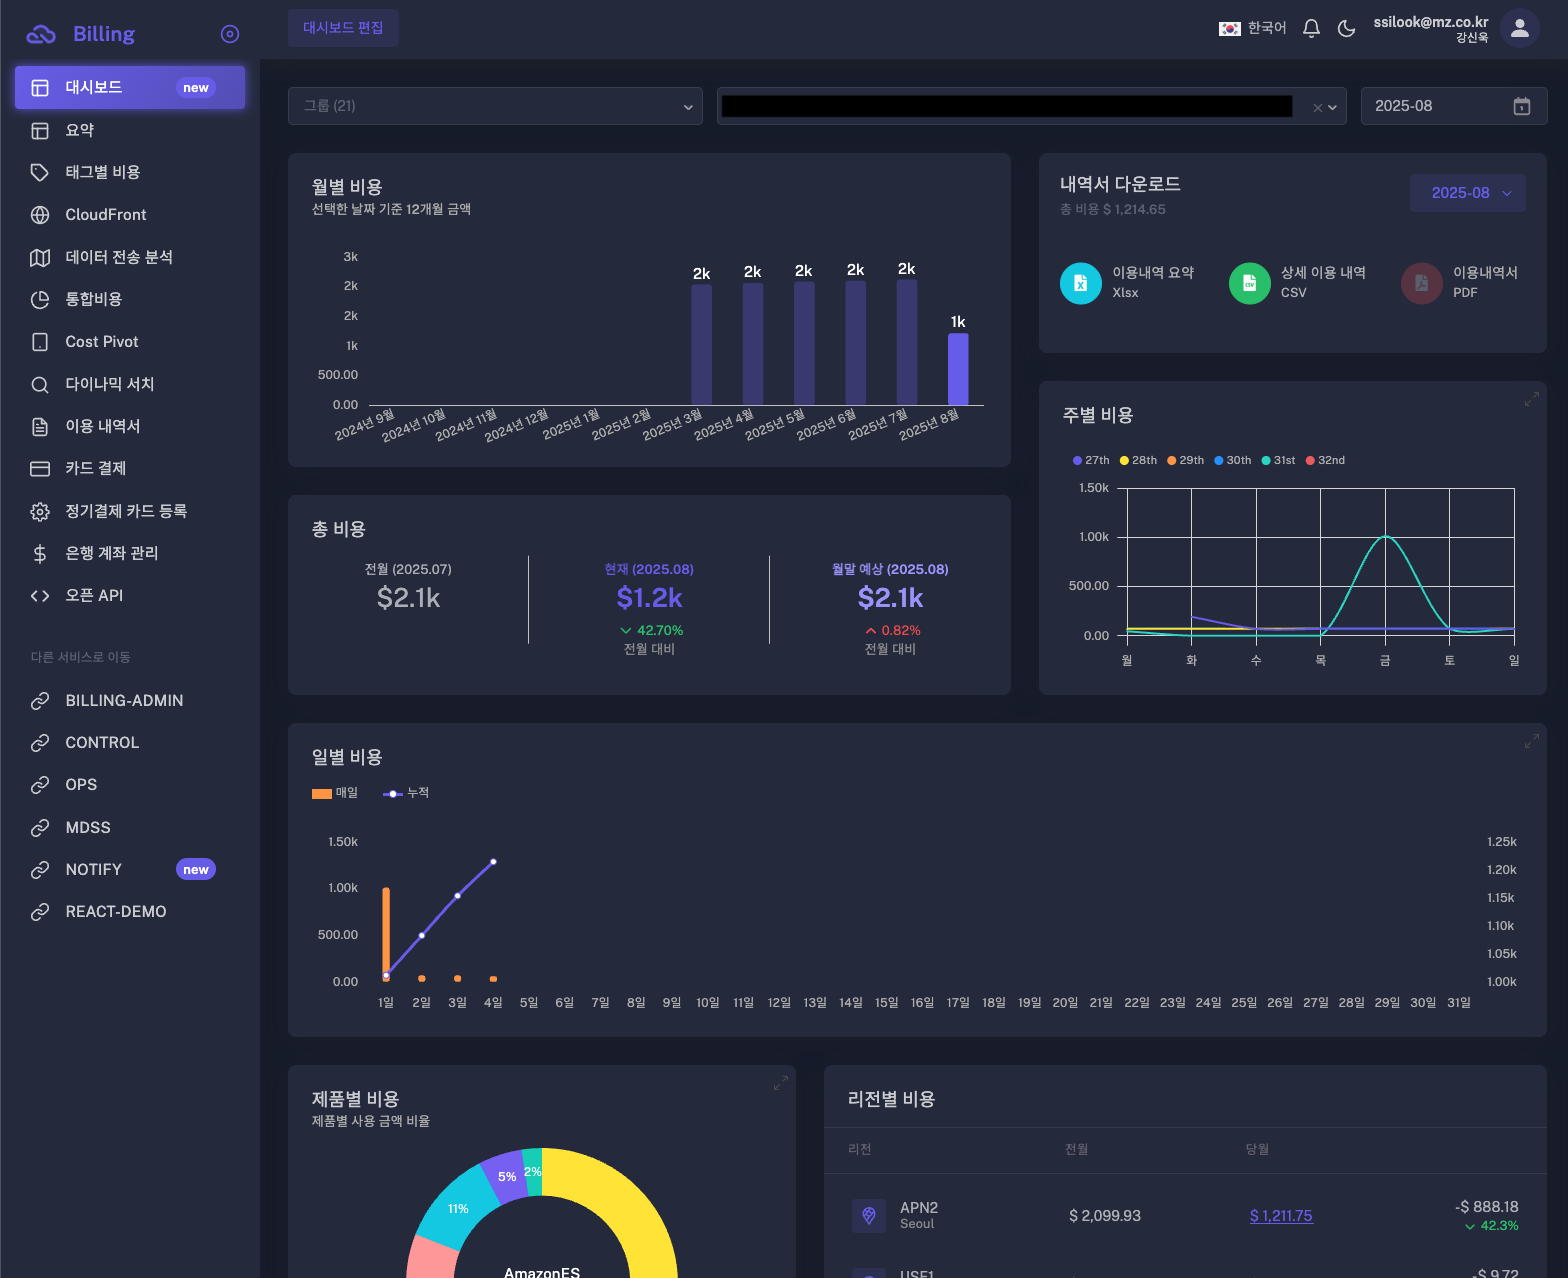 Billing
대시보드 new
요약
태그별 비용
CloudFront
데이터 전송 분석
통합비용
Cost Pivot
다이나믹 서치
이용 내역서
카드 결제
정기결제 카드 등록
은행 계좌 관리
오픈 API
다른 서비스로 이동
BILLING-ADMIN
CONTROL
OPS
MDSS
NOTIFY new
REACT-DEMO
대시보드 편집
한국어
ssilook@mz.co.kr
강신욱
그룹 (21)
2025-08
월별 비용
선택한 날짜 기준 12개월 금액
3k
2k
2k
1k
500.00
0.00
2k 2k 2k 2k 2k 1k
2024년 9월 2024년 10월 2024년 11월 2024년 12월 2025년 1월 2025년 2월 2025년 3월 2025년 4월 2025년 5월 2025년 6월 2025년 7월 2025년 8월
내역서 다운로드
총 비용 $ 1,214.65
2025-08
이용내역 요약
Xlsx
상세 이용 내역
CSV
이용내역서
PDF
총 비용
전월 (2025.07)
$2.1k
현재 (2025.08)
$1.2k
42.70%
전월 대비
월말 예상 (2025.08)
$2.1k
0.82%
전월 대비
주별 비용
27th 28th 29th 30th 31st 32nd
1.50k
1.00k
500.00
0.00
월 화 수 목 금 토 일
일별 비용
매일 누적
1.50k
1.00k
500.00
0.00
1.25k
1.20k
1.15k
1.10k
1.05k
1.00k
1일 2일 3일 4일 5일 6일 7일 8일 9일 10일 11일 12일 13일 14일 15일 16일 17일 18일 19일 20일 21일 22일 23일 24일 25일 26일 27일 28일 29일 30일 31일
제품별 비용
제품별 사용 금액 비율
2%
5%
11%
AmazonES
리전별 비용
리전 전월 당월
APN2
Seoul
$ 2,099.93
$ 1,211.75
-$ 888.18
42.3%
USE1
-$ 9.72